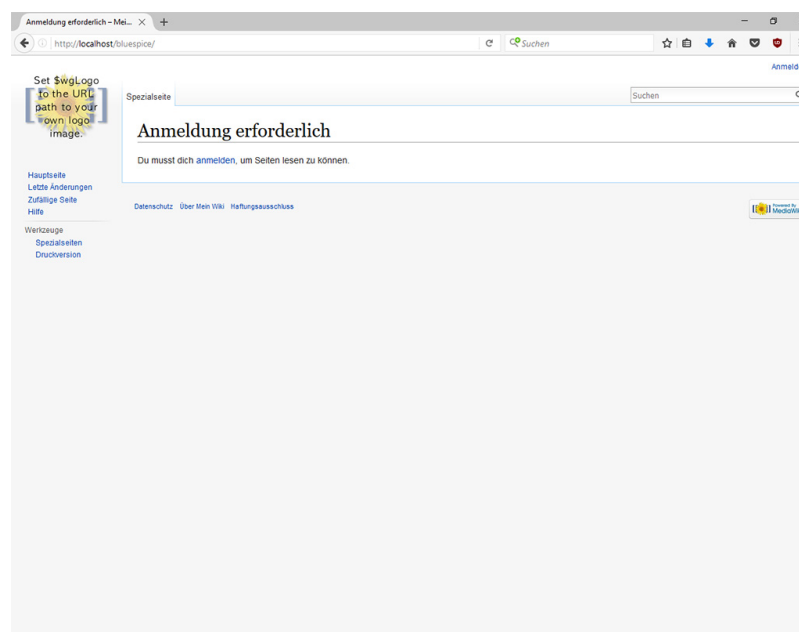 Anmeldung erforderlich – Mei...
http://localhost/bluespice/
Suchen
Anmeld
Set $wgLogo
to the URL
path to your
own logo
image.
Spezialseite
Suchen
Anmeldung erforderlich
Du musst dich anmelden, um Seiten lesen zu können.
Hauptseite
Letzte Änderungen
Zufällige Seite
Hilfe
Werkzeuge
Spezialseiten
Druckversion
Datenschutz Über Mein Wiki Haftungsausschluss
Powered By
MediaWiki